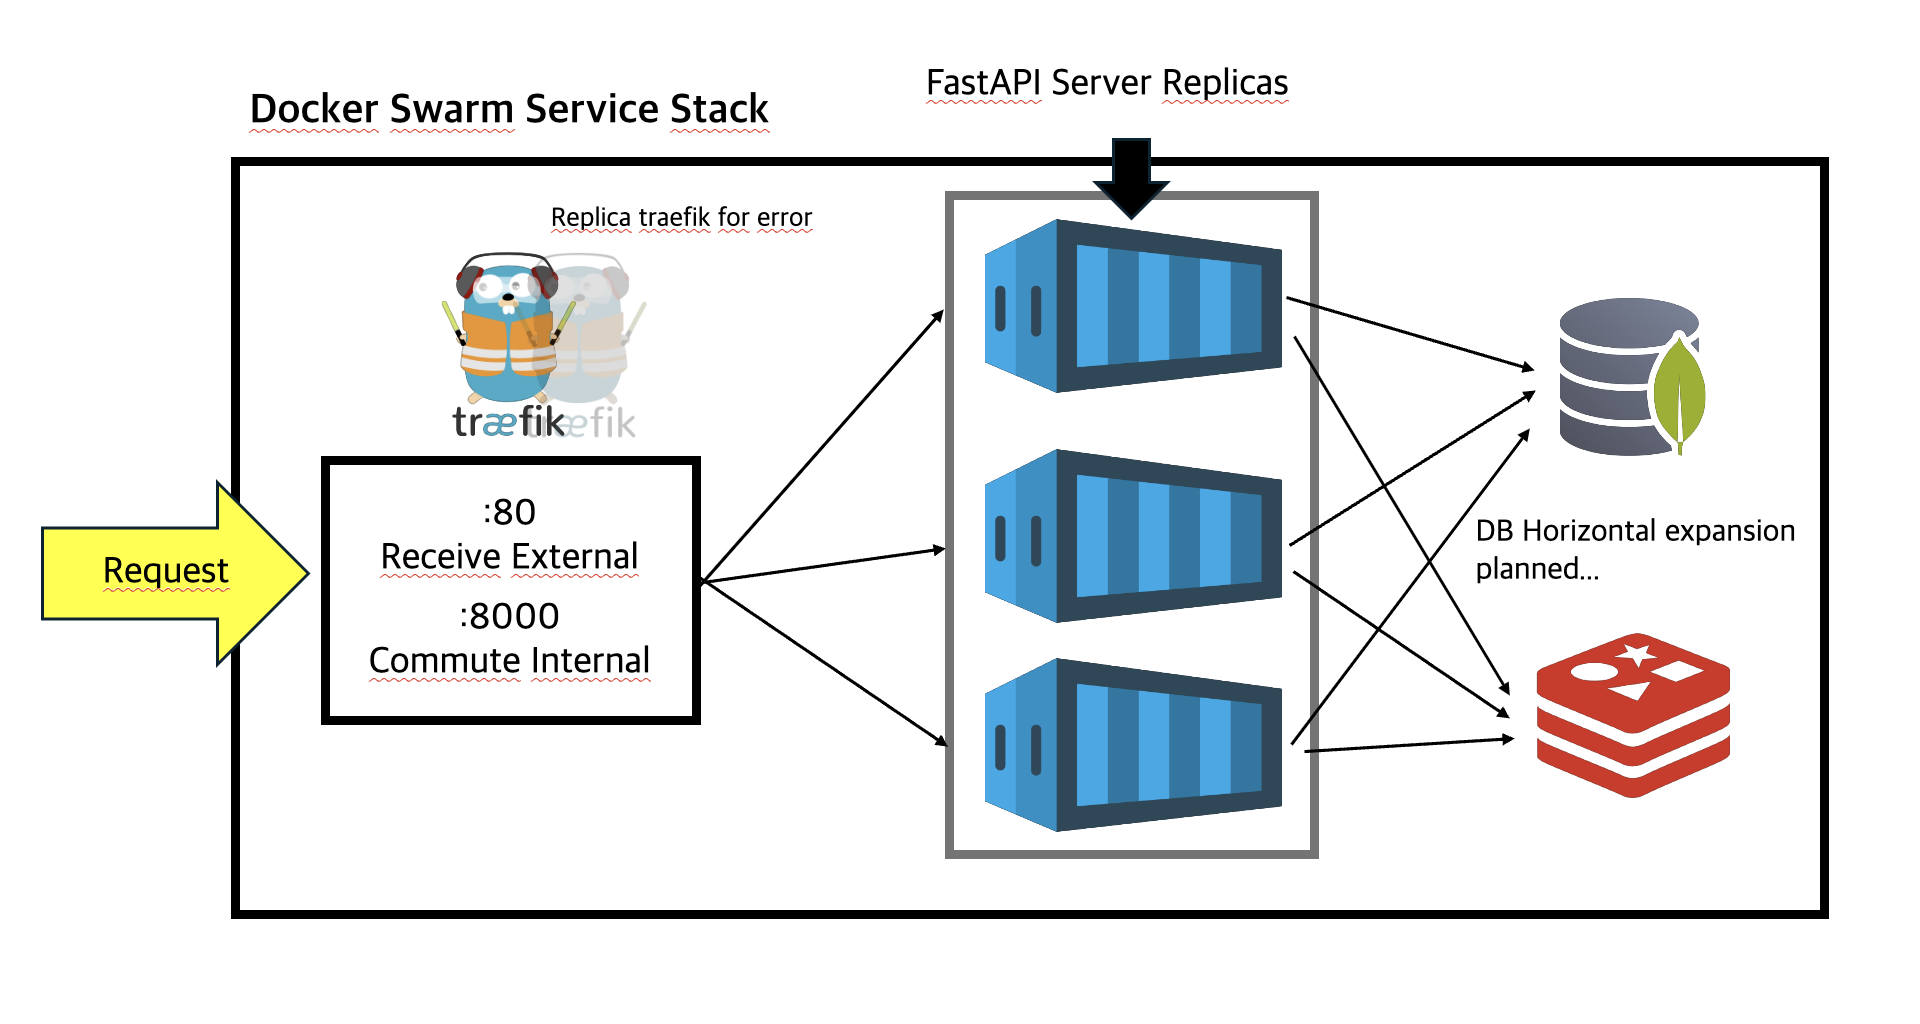 FastAPI Server Replicas
Docker Swarm Service Stack
Replica traefik for error
træfik
træfik
:80
Receive External
:8000
Commute Internal
Request
DB Horizontal expansion
planned...